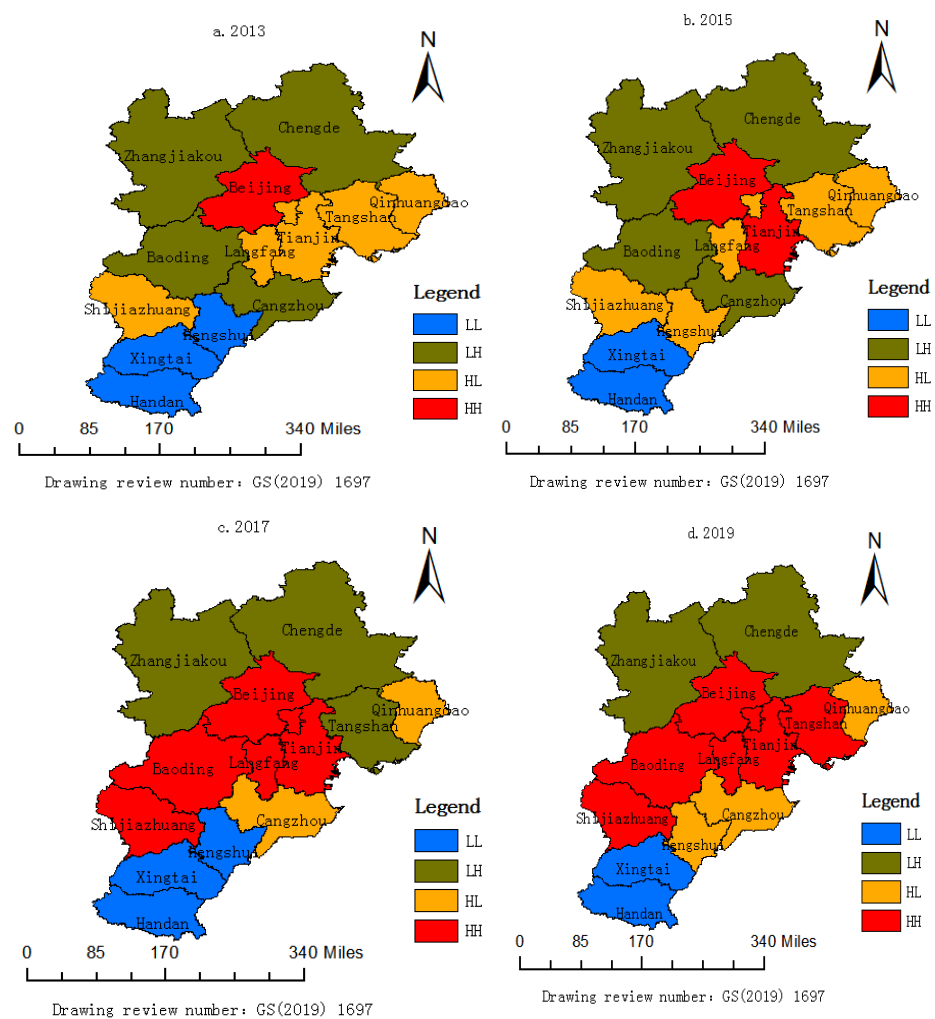 a.2013
N
Chengde
Zhangjiakou
Beijing
Qinhuangdao
Tangshan
Tianjin
Langfang
Baoding
Cangzhou
Shijiazhuang
Hengshui
Xingtai
Handan
Legend
LL
LH
HL
HH
0 85 170 340 Miles
Drawing review number: GS(2019) 1697
b.2015
N
Chengde
Zhangjiakou
Beijing
Qinhuangdao
Tangshan
Tianjin
Langfang
Baoding
Cangzhou
Shijiazhuang
Hengshui
Xingtai
Handan
Legend
LL
LH
HL
HH
0 85 170 340 Miles
Drawing review number: GS(2019) 1697
c.2017
N
Chengde
Zhangjiakou
Beijing
Qinhuangdao
Tangshan
Tianjin
Langfang
Baoding
Cangzhou
Shijiazhuang
Hengshui
Xingtai
Handan
Legend
LL
LH
HL
HH
0 85 170 340 Miles
Drawing review number: GS(2019) 1697
d.2019
N
Chengde
Zhangjiakou
Beijing
Qinhuangdao
Tangshan
Tianjin
Langfang
Baoding
Cangzhou
Shijiazhuang
Hengshui
Xingtai
Handan
Legend
LL
LH
HL
HH
0 85 170 340 Miles
Drawing review number: GS(2019) 1697